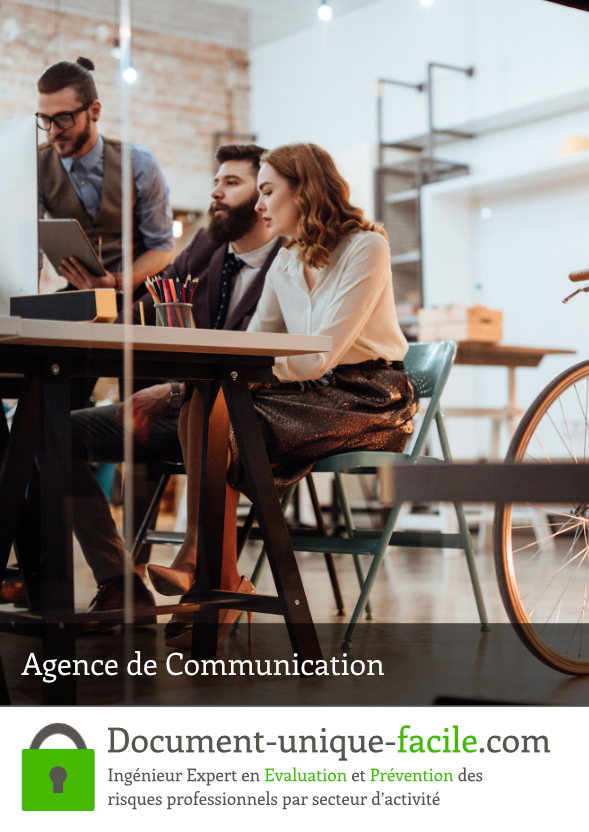 Agence de Communication
Document-unique-facile.com
Ingénieur Expert en Evaluation et Prévention des
risques professionnels par secteur d’activité